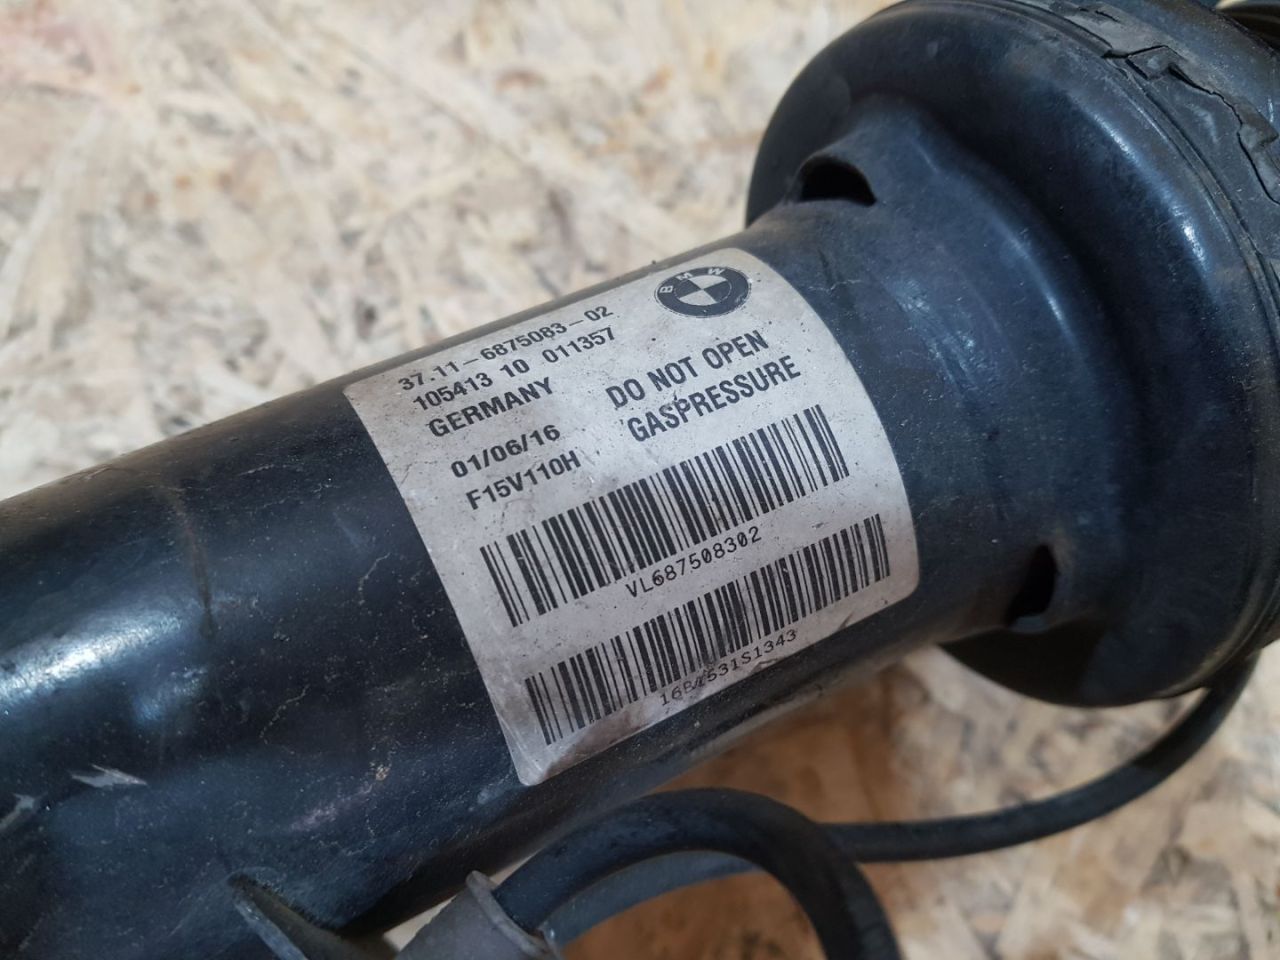 BMW
37.11-6875083-02
105413 10 011357
GERMANY
DO NOT OPEN
GASPRESSURE
01/06/16
F15V110H
VL687508302